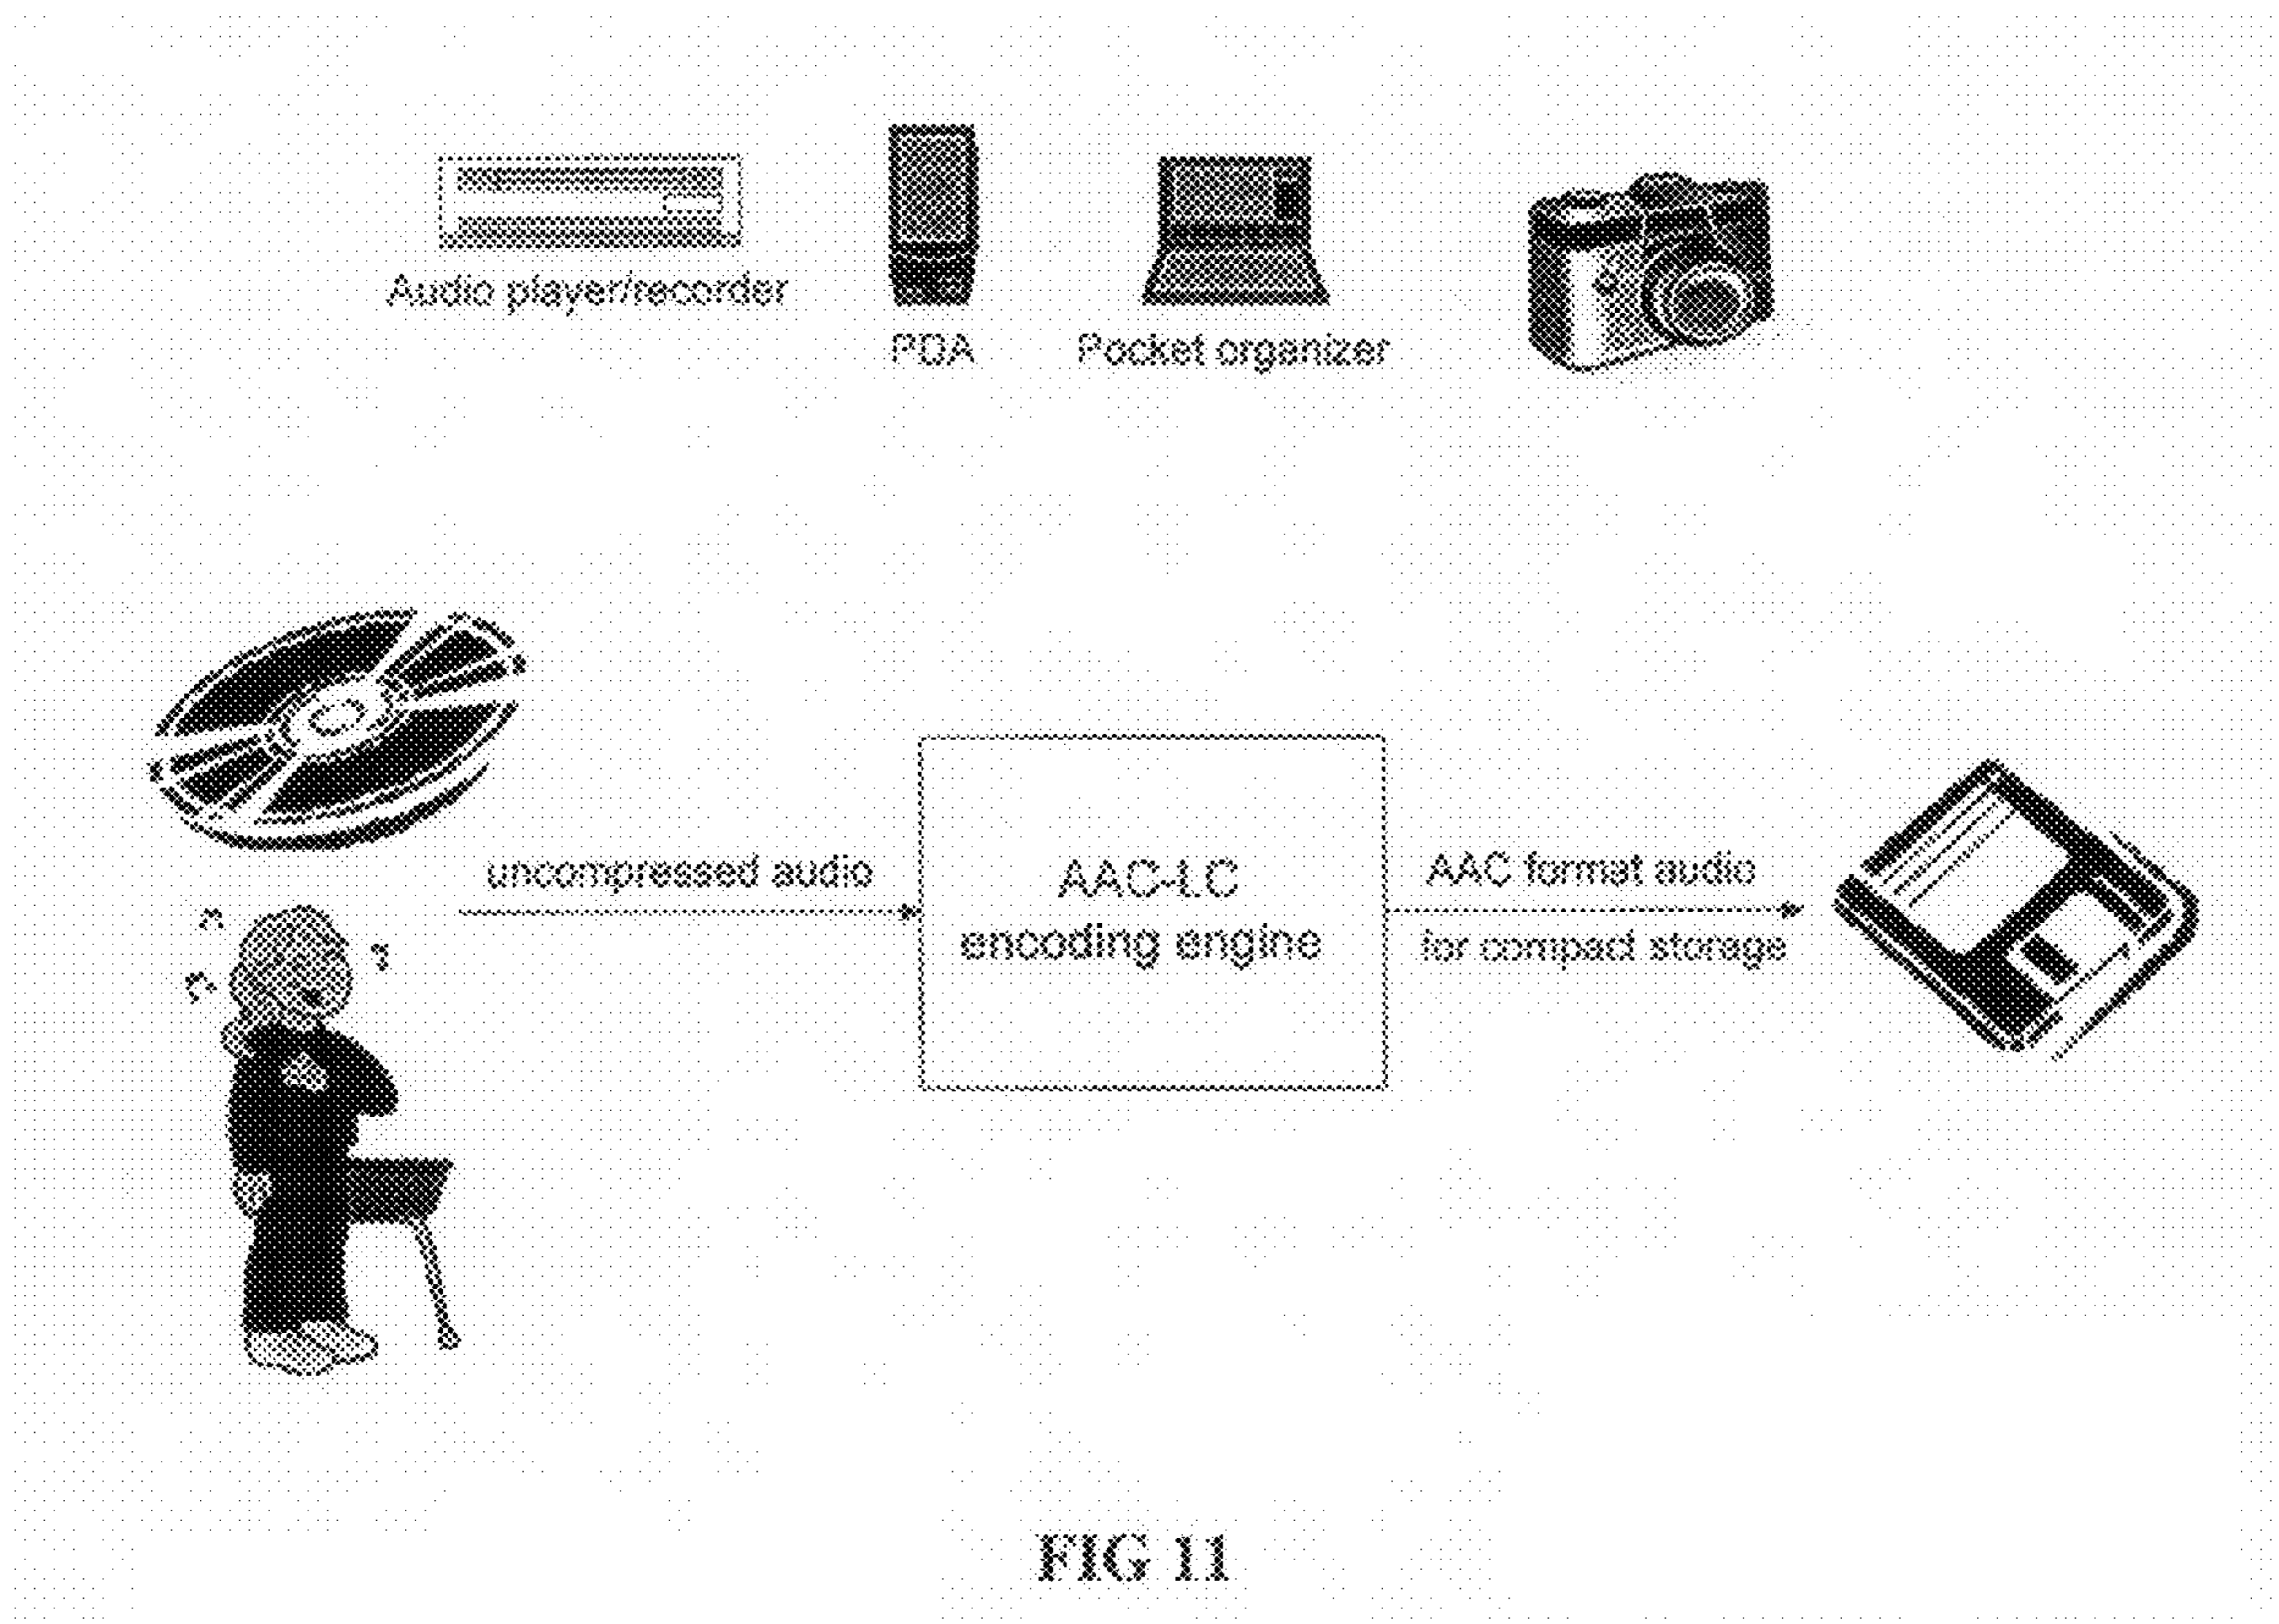 Audio player/recorder
PDA
Pocket organizer
uncompressed audio
AAC-LC
encoding engine
AAC format audio
for compact storage
FIG 11